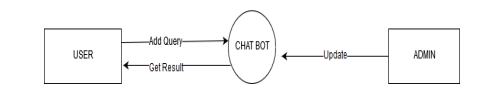 USER
Add Query
Get Result
CHAT BOT
Update
ADMIN